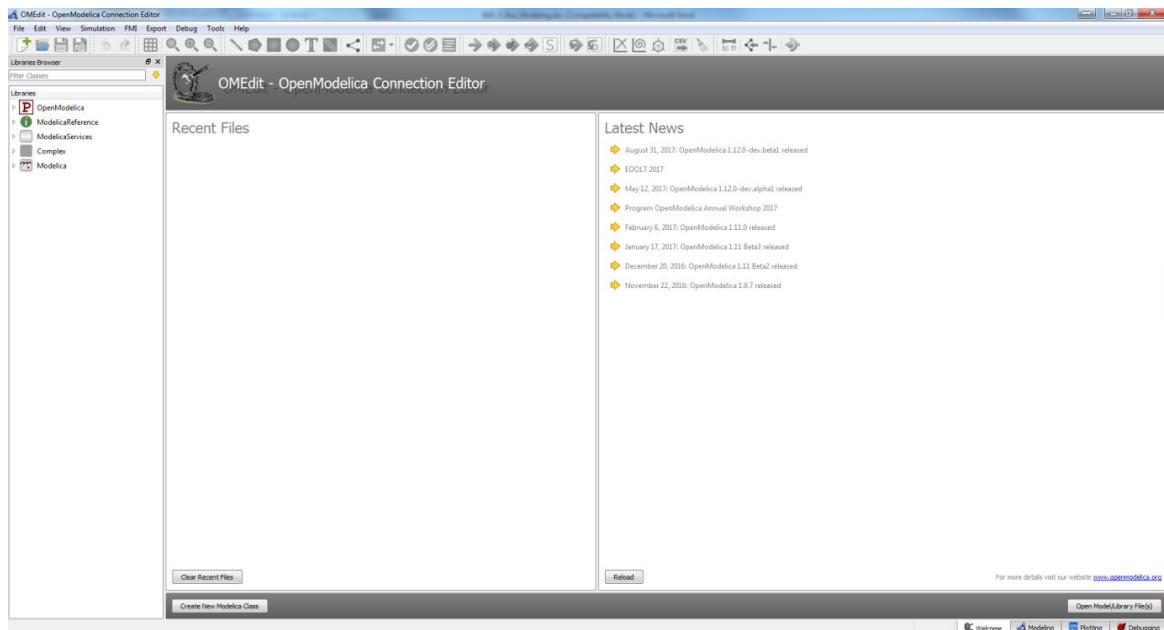 OMEdit - OpenModelica Connection Editor
File Edit View Simulation FMI Export Debug Tools Help
Libraries Browser
Filter Classes
Libraries
OpenModelica
ModelicaReference
ModelicaServices
Complex
Modelica
OMEdit - OpenModelica Connection Editor
Recent Files
Clear Recent Files
Latest News
August 31, 2017: OpenModelica 1.12.0-dev.beta1 released
EOOLT 2017
May 12, 2017: OpenModelica 1.12.0-dev.alpha1 released
Program OpenModelica Annual Workshop 2017
February 6, 2017: OpenModelica 1.11.0 released
January 17, 2017: OpenModelica 1.11 Beta3 released
December 20, 2016: OpenModelica 1.11 Beta2 released
November 22, 2016: OpenModelica 1.9.7 released
Reload
For more details visit our website www.openmodelica.org
Create New Modelica Class
Open Model/Library File(s)
Welcome Modeling Plotting Debugging